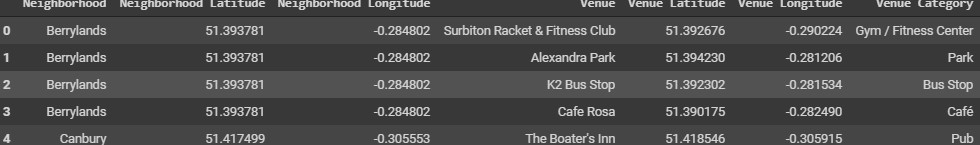 Neighborhood Neighborhood Latitude Neighborhood Longitude Venue Venue Latitude Venue Longitude Venue Category
0 Berrylands 51.393781 -0.284802 Surbiton Racket & Fitness Club 51.392676 -0.290224 Gym / Fitness Center
1 Berrylands 51.393781 -0.284802 Alexandra Park 51.394230 -0.281206 Park
2 Berrylands 51.393781 -0.284802 K2 Bus Stop 51.392302 -0.281534 Bus Stop
3 Berrylands 51.393781 -0.284802 Cafe Rosa 51.390175 -0.282490 Café
4 Canbury 51.417499 -0.305553 The Boater's Inn 51.418546 -0.305915 Pub